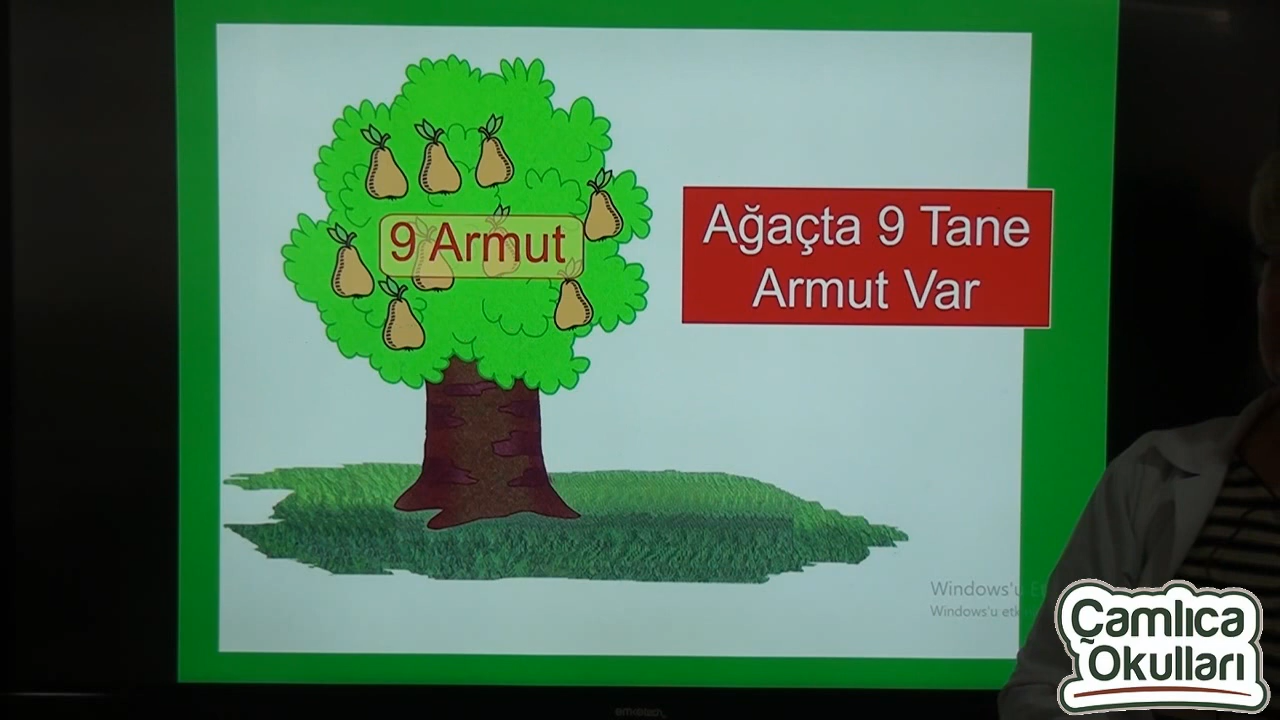 9 Armut
Ağaçta 9 Tane
Armut Var
Windows'u
Windows'u
Çamlıca
Okulları